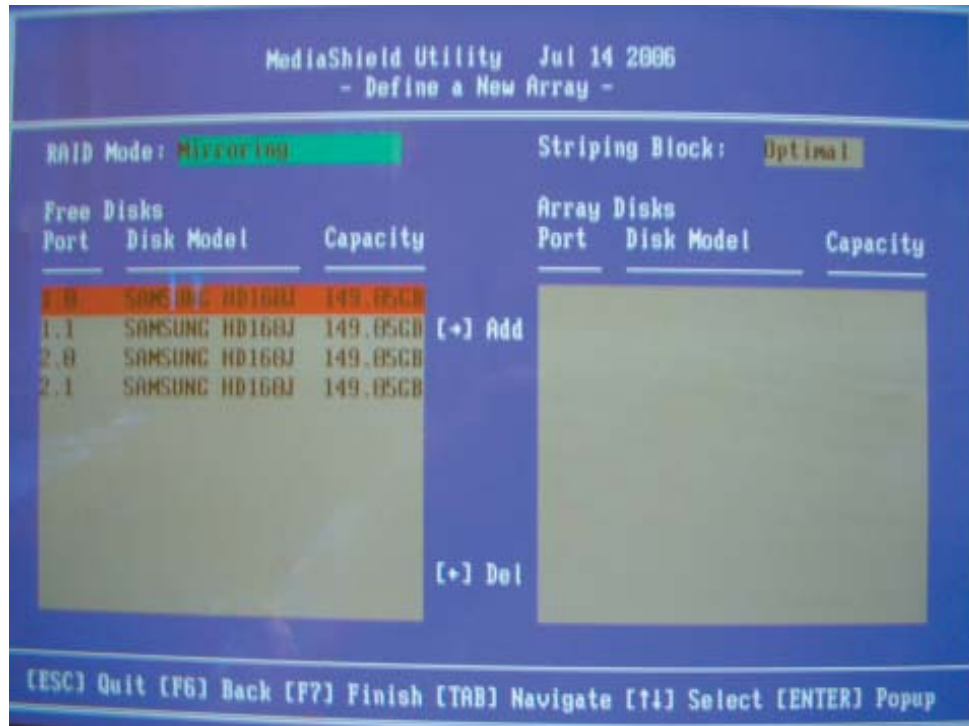 MediaShield Utility Jul 14 2006
- Define a New Array -
RAID Mode: Mirroring
Striping Block: Optimal
Free Disks
Port Disk Model Capacity
1.0 SAMSUNG HD160J 149.05GB
1.1 SAMSUNG HD160J 149.05GB
2.0 SAMSUNG HD160J 149.05GB
2.1 SAMSUNG HD160J 149.05GB
[→] Add
[←] Del
Array Disks
Port Disk Model Capacity
[ESC] Quit [F6] Back [F7] Finish [TAB] Navigate [↑↓] Select [ENTER] Popup